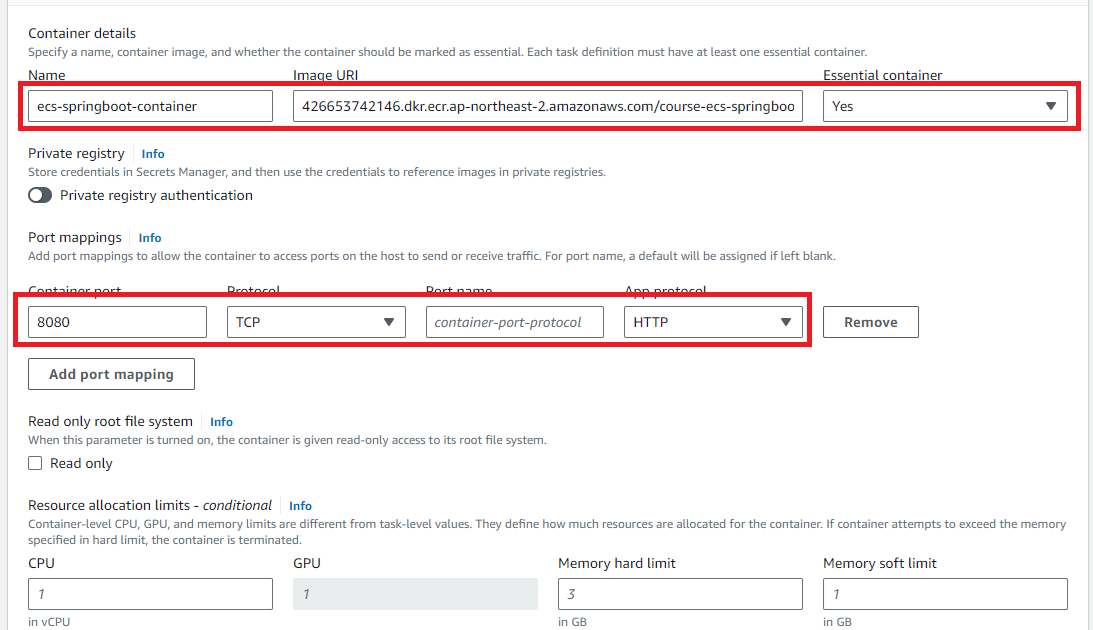 Container details
Specify a name, container image, and whether the container should be marked as essential. Each task definition must have at least one essential container.
Name Image URI Essential container
ecs-springboot-container 426653742146.dkr.ecr.ap-northeast-2.amazonaws.com/course-ecs-springboo Yes
Private registry Info
Store credentials in Secrets Manager, and then use the credentials to reference images in private registries.
Private registry authentication
Port mappings Info
Add port mappings to allow the container to access ports on the host to send or receive traffic. For port name, a default will be assigned if left blank.
Container port Protocol Port name App protocol
8080 TCP container-port-protocol HTTP Remove
Add port mapping
Read only root file system Info
When this parameter is turned on, the container is given read-only access to its root file system.
Read only
Resource allocation limits - conditional Info
Container-level CPU, GPU, and memory limits are different from task-level values. They define how much resources are allocated for the container. If container attempts to exceed the memory
specified in hard limit, the container is terminated.
CPU GPU Memory hard limit Memory soft limit
1 1 3 1
in vCPU in GB in GB